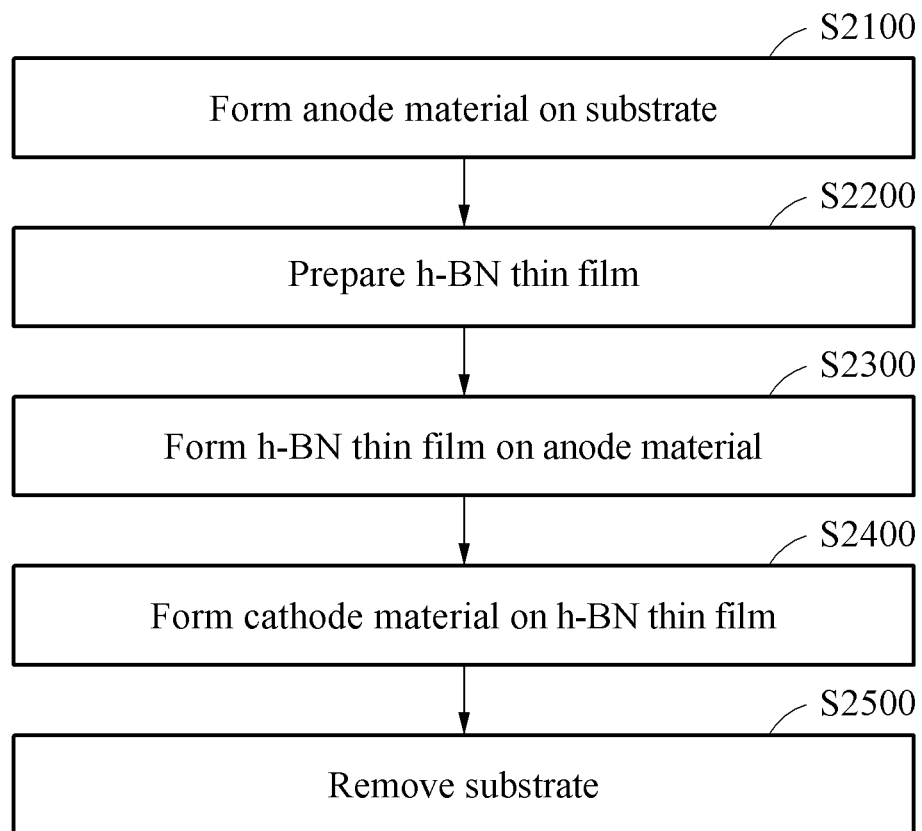 S2100
Form anode material on substrate
S2200
Prepare h-BN thin film
S2300
Form h-BN thin film on anode material
S2400
Form cathode material on h-BN thin film
S2500
Remove substrate